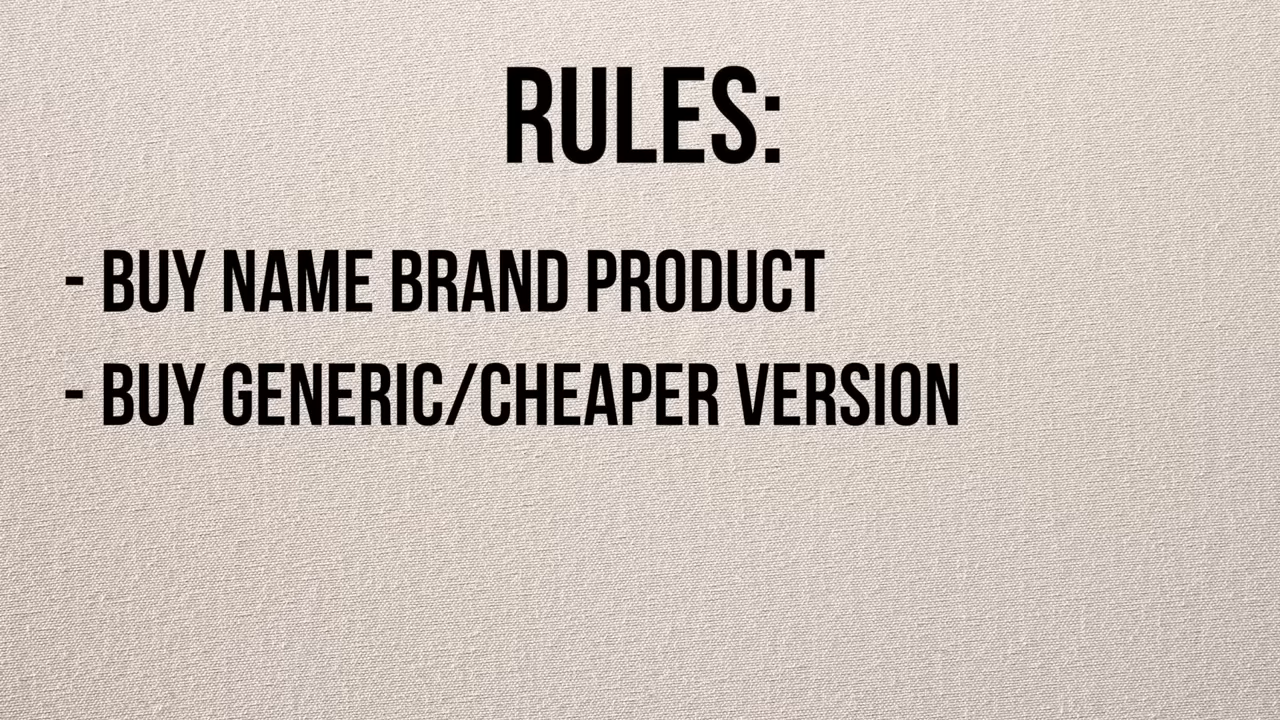 RULES:
- BUY NAME BRAND PRODUCT
- BUY GENERIC/CHEAPER VERSION